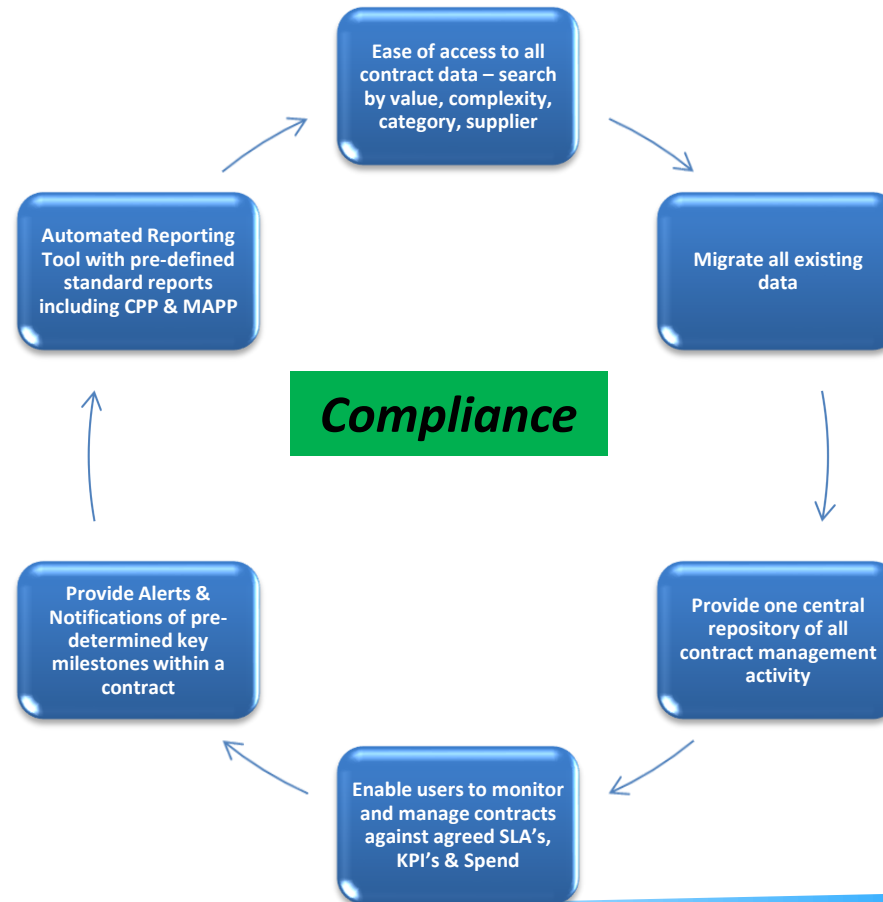 Ease of access to all
contract data – search
by value, complexity,
category, supplier
Migrate all existing
data
Provide one central
repository of all
contract management
activity
Enable users to monitor
and manage contracts
against agreed SLA’s,
KPI’s & Spend
Provide Alerts &
Notifications of pre-
determined key
milestones within a
contract
Automated Reporting
Tool with pre-defined
standard reports
including CPP & MAPP
Compliance